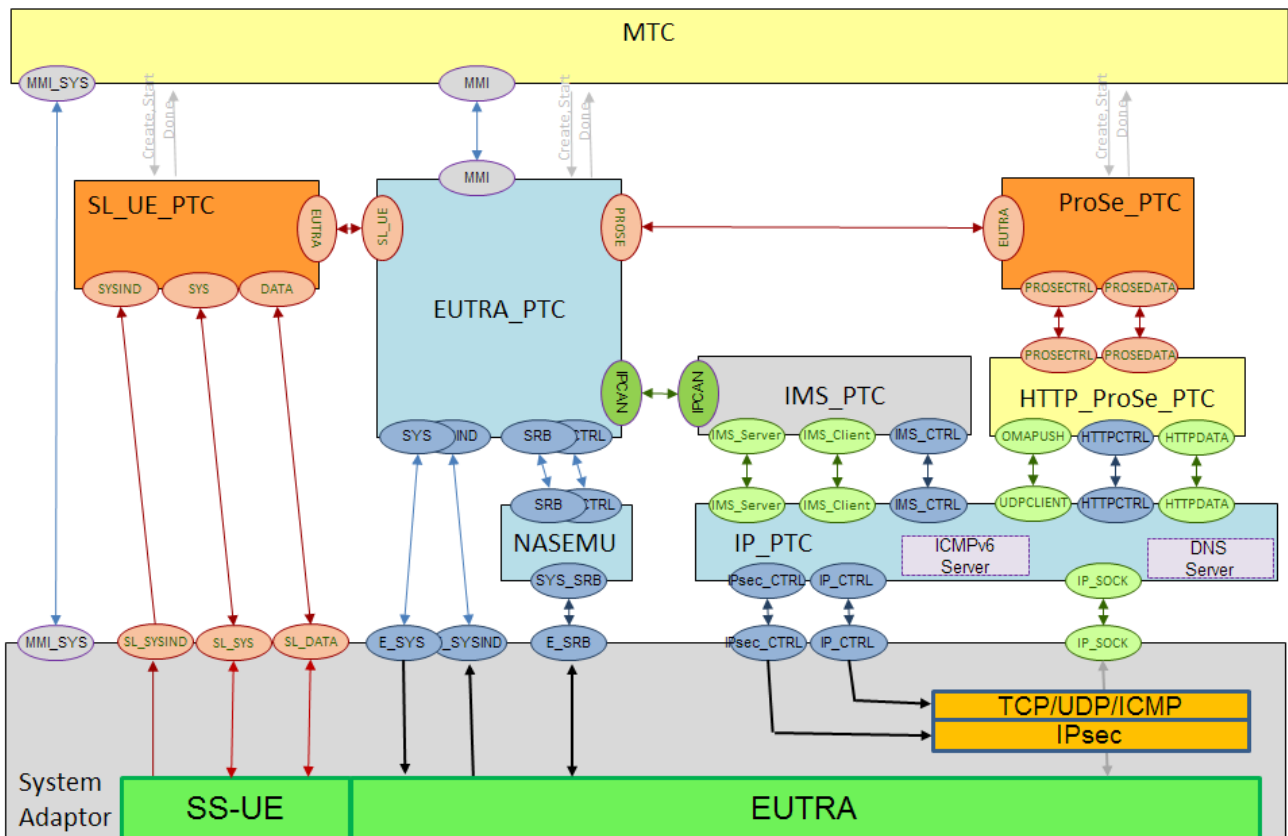 MTC
MMI_SYS
MMI
Create,Start
Done
Create,Start
Done
Create,Start
Done
MMI
SL_UE_PTC
EUTRA
SL_UE
PROSE
EUTRA
ProSe_PTC
SYSIND
SYS
DATA
EUTRA_PTC
PROSECTRL
PROSEDATA
PROSECTRL
PROSEDATA
IPCAN
IPCAN
IMS_PTC
HTTP_ProSe_PTC
SYS
IND
SRB
CTRL
IMS_Server
IMS_Client
IMS_CTRL
OMAPUSH
HTTPCTRL
HTTPDATA
SRB
CTRL
IMS_Server
IMS_Client
IMS_CTRL
UDPCLIENT
HTTPCTRL
HTTPDATA
NASEMU
IP_PTC
ICMPv6
Server
DNS
Server
SYS_SRB
IPsec_CTRL
IP_CTRL
IP_SOCK
MMI_SYS
SL_SYSIND
SL_SYS
SL_DATA
E_SYS
_SYSIND
E_SRB
IPsec_CTRL
IP_CTRL
IP_SOCK
TCP/UDP/ICMP
IPsec
System
Adaptor
SS-UE
EUTRA